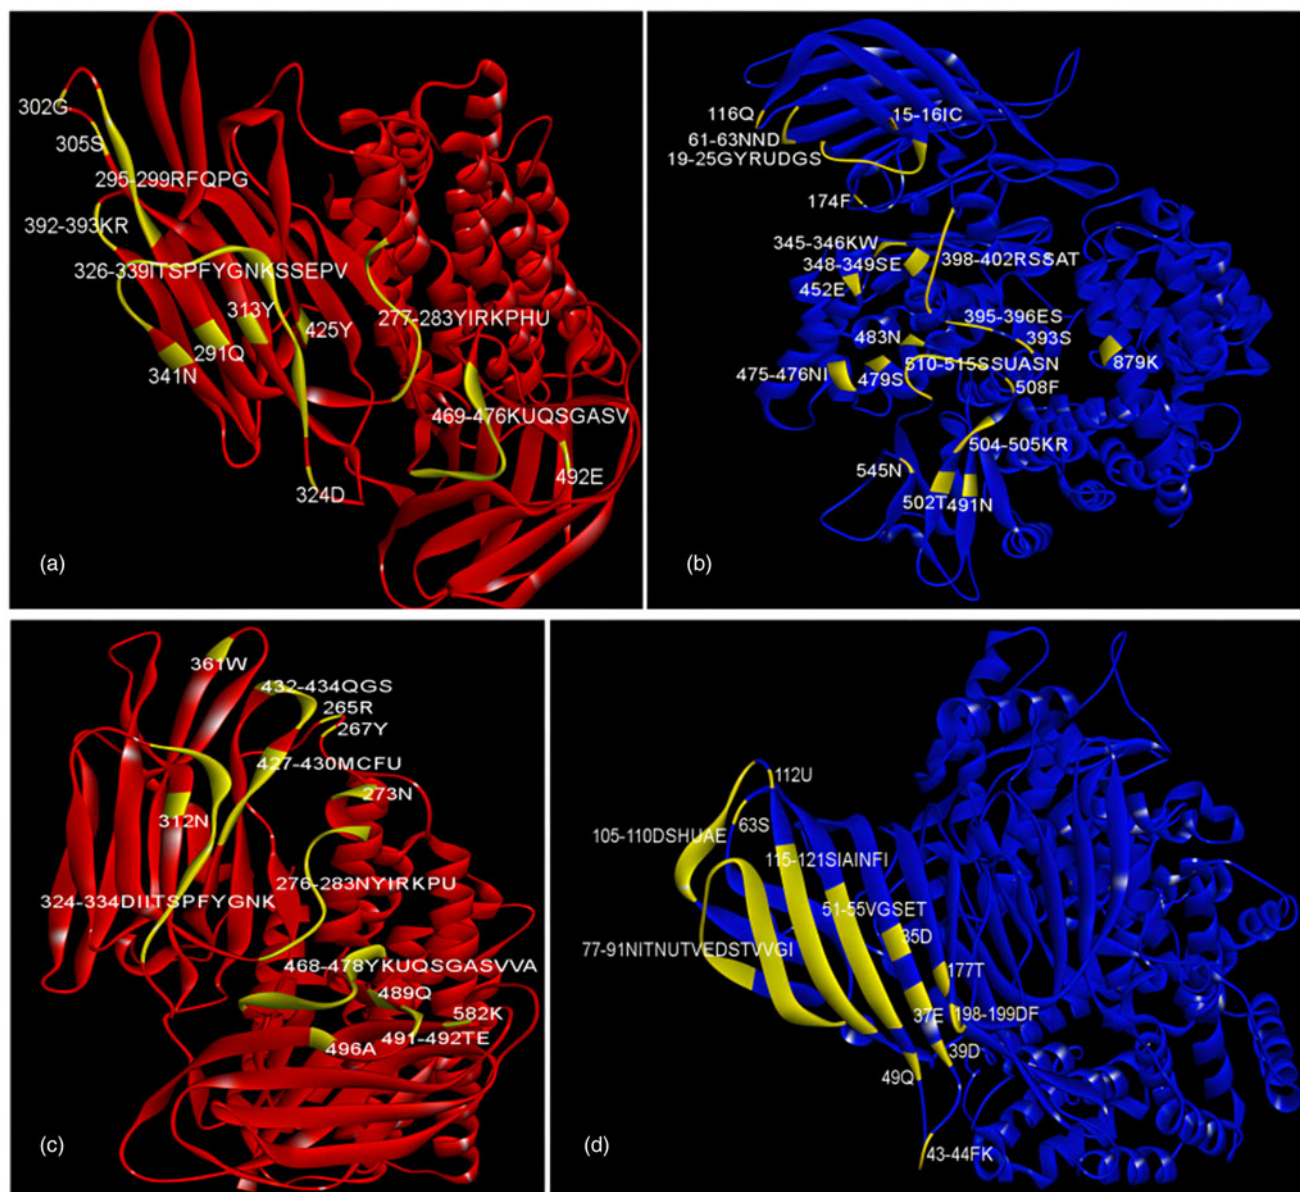 302G
305S
295-299RFQPG
392-393KR
326-339ITSPFYGNKSSEPV
313Y
425Y
277-283YIRKPHU
291Q
341N
469-476KUQSGASV
492E
324D
(a)
116Q
15-16IC
61-63NND
19-25GYRUDGS
174F
345-346KW
398-402RSSAT
348-349SE
452E
395-396ES
483N
393S
510-515SSUASN
475-476NI
479S
879K
508F
504-505KR
545N
502T
491N
(b)
361W
432-434QGS
265R
267Y
427-430MCFU
273N
312N
276-283NYIRKPU
324-334DIITSPFYGNK
468-478YKUQSGASVVA
489Q
582K
491-492TE
496A
(c)
112U
63S
105-110DSHUAE
115-121SIAINFI
51-55VGSET
35D
77-91NITNUTVEDSTVVGI
177T
37E
198-199DF
39D
49Q
43-44FK
(d)